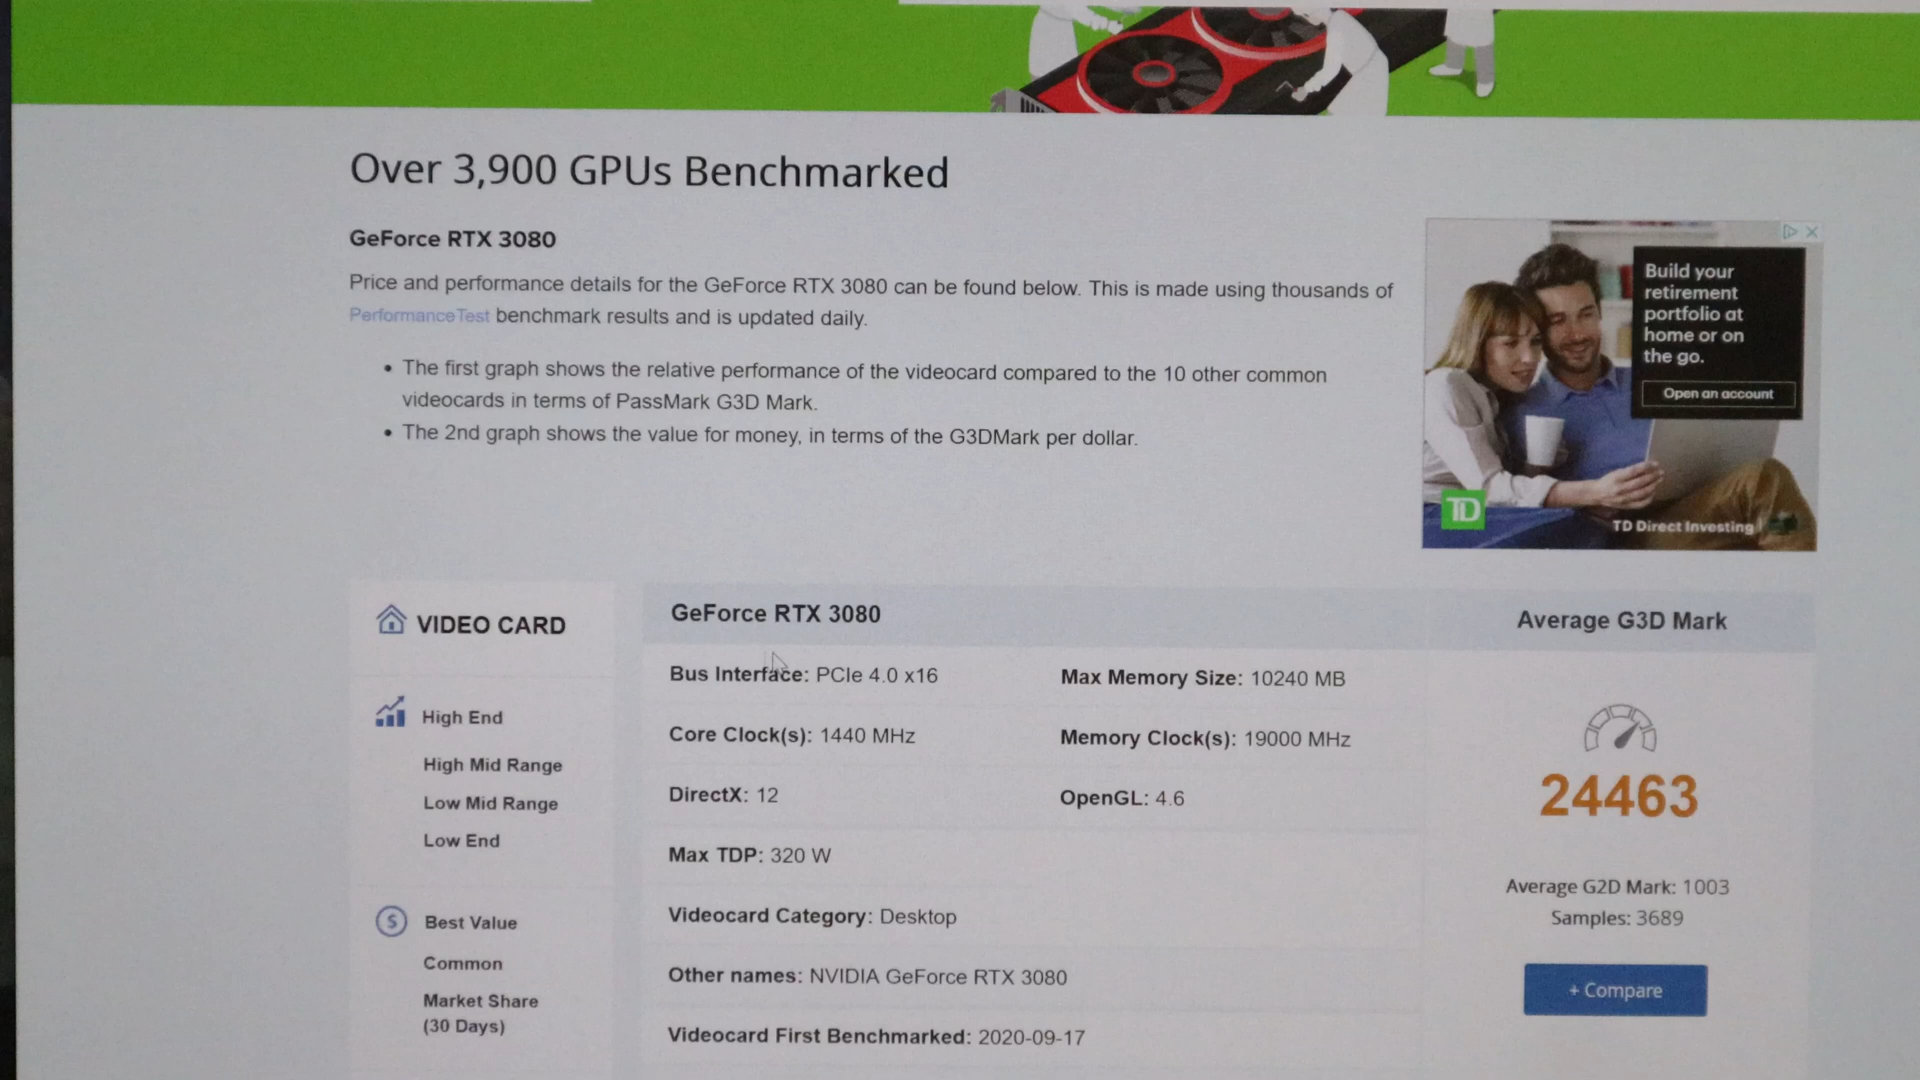 Over 3,900 GPUs Benchmarked
GeForce RTX 3080
Price and performance details for the GeForce RTX 3080 can be found below. This is made using thousands of
PerformanceTest benchmark results and is updated daily.
• The first graph shows the relative performance of the videocard compared to the 10 other common
videocards in terms of PassMark G3D Mark.
• The 2nd graph shows the value for money, in terms of the G3DMark per dollar.
Build your
retirement
portfolio at
home or on
the go.
Open an account
TD
TD Direct Investing
VIDEO CARD
High End
High Mid Range
Low Mid Range
Low End
Best Value
Common
Market Share
(30 Days)
GeForce RTX 3080
Bus Interface: PCIe 4.0 x16
Max Memory Size: 10240 MB
Core Clock(s): 1440 MHz
Memory Clock(s): 19000 MHz
DirectX: 12
OpenGL: 4.6
Max TDP: 320 W
Videocard Category: Desktop
Other names: NVIDIA GeForce RTX 3080
Videocard First Benchmarked: 2020-09-17
Average G3D Mark
24463
Average G2D Mark: 1003
Samples: 3689
+ Compare